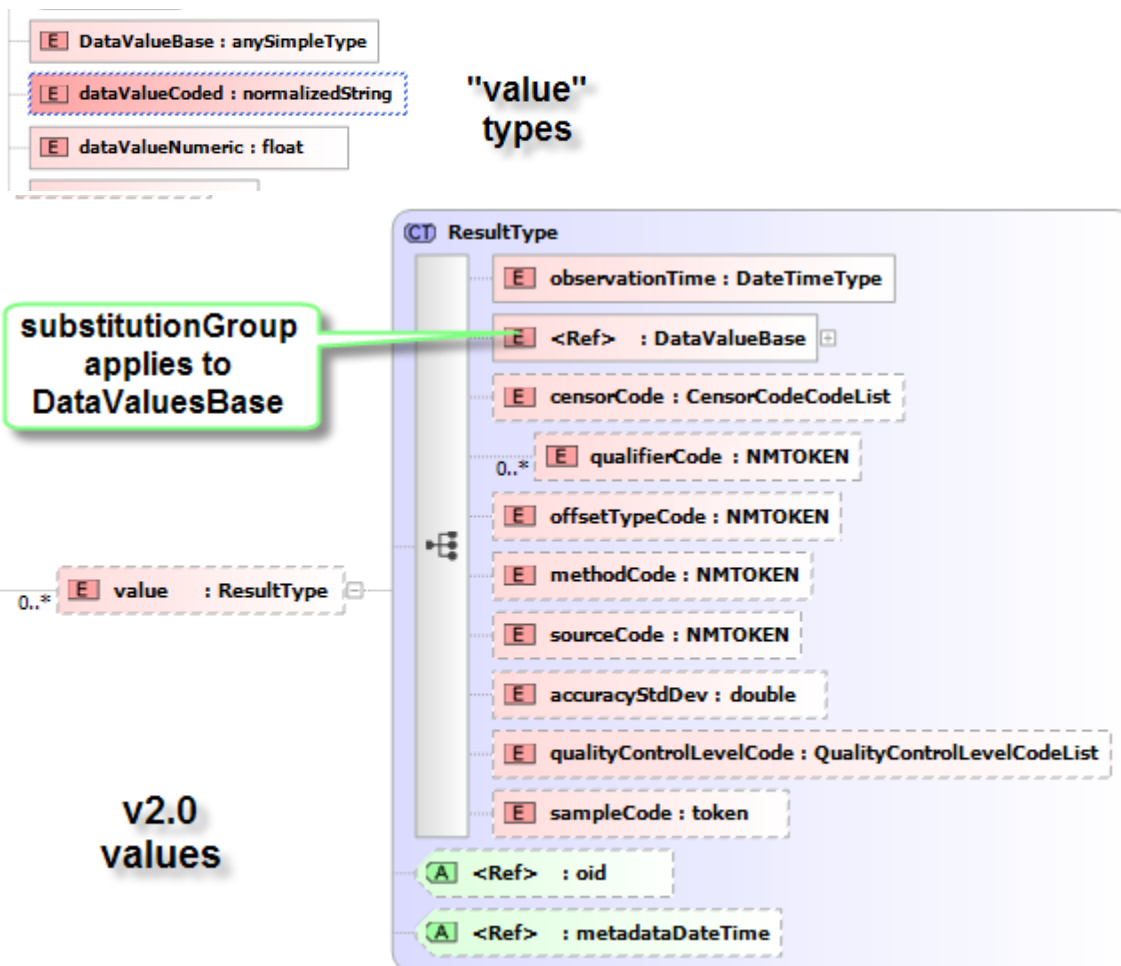 E DataValueBase : anySimpleType
E dataValueCoded : normalizedString
E dataValueNumeric : float
"value"
types
CT ResultType
E observationTime : DateTimeType
E <Ref> : DataValueBase
substitutionGroup
applies to
DataValuesBase
E censorCode : CensorCodeCodeList
0..* E qualifierCode : NMTOKEN
E offsetTypeCode : NMTOKEN
E methodCode : NMTOKEN
0..* E value : ResultType
E sourceCode : NMTOKEN
E accuracyStdDev : double
E qualityControlLevelCode : QualityControlLevelCodeList
E sampleCode : token
v2.0
values
A <Ref> : oid
A <Ref> : metadataDateTime